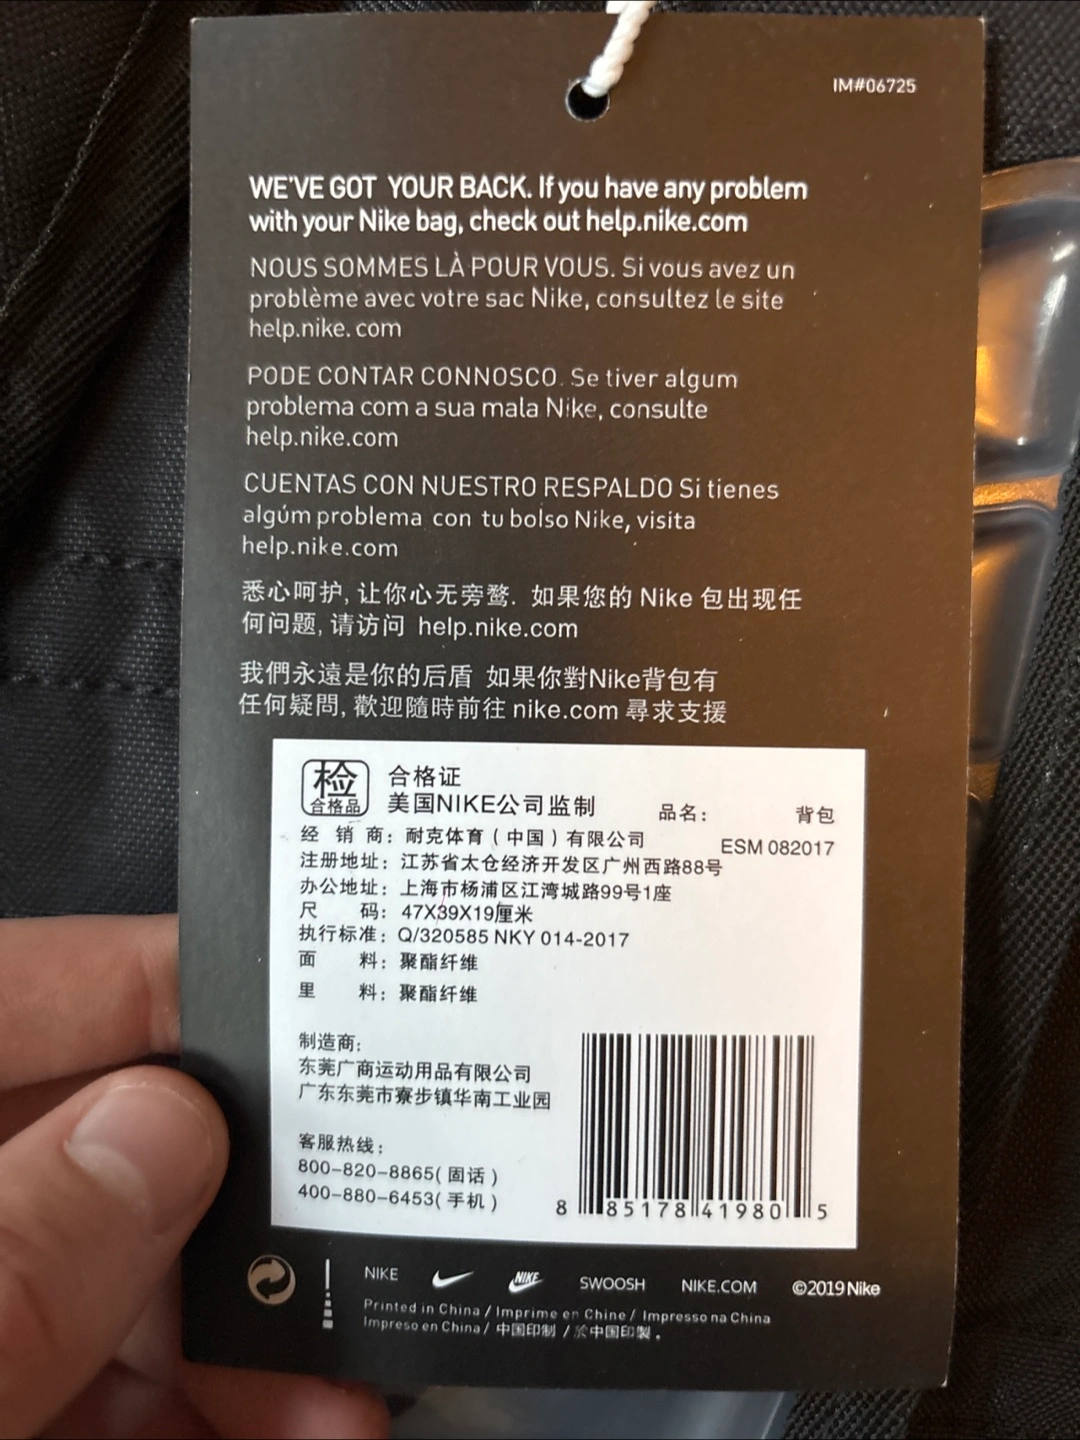 IM#06725
WE'VE GOT YOUR BACK. If you have any problem
with your Nike bag, check out help.nike.com
NOUS SOMMES LÀ POUR VOUS. Si vous avez un
problème avec votre sac Nike, consultez le site
help.nike. com
PODE CONTAR CONNOSCO. Se tiver algum
problema com a sua mala Nike, consulte
help.nike.com
CUENTAS CON NUESTRO RESPALDO Si tienes
algúm problema con tu bolso Nike, visita
help.nike.com
悉心呵护, 让你心无旁鹜. 如果您的 Nike 包出现任
何问题, 请访问 help.nike.com
我們永遠是你的后盾 如果你對Nike背包有
任何疑問, 歡迎隨時前往 nike.com 尋求支援
检
合格品
合格证
美国NIKE公司监制
品名: 背包
经 销 商: 耐克体育 ( 中国 ) 有限公司
ESM 082017
注册地址: 江苏省太仓经济开发区广州西路88号
办公地址: 上海市杨浦区江湾城路99号1座
尺 码: 47X39X19厘米
执行标准: Q/320585 NKY 014-2017
面 料: 聚酯纤维
里 料: 聚酯纤维
制造商:
东莞广商运动用品有限公司
广东东莞市寮步镇华南工业园
客服热线:
800-820-8865( 固话 )
400-880-6453( 手机 )
8 85178 41980 5
NIKE NIKE SWOOSH NIKE.COM ©2019 Nike
Printed in China / Imprime en Chine / Impresso na China
Impreso en China / 中国印制 / 於中国印製 。